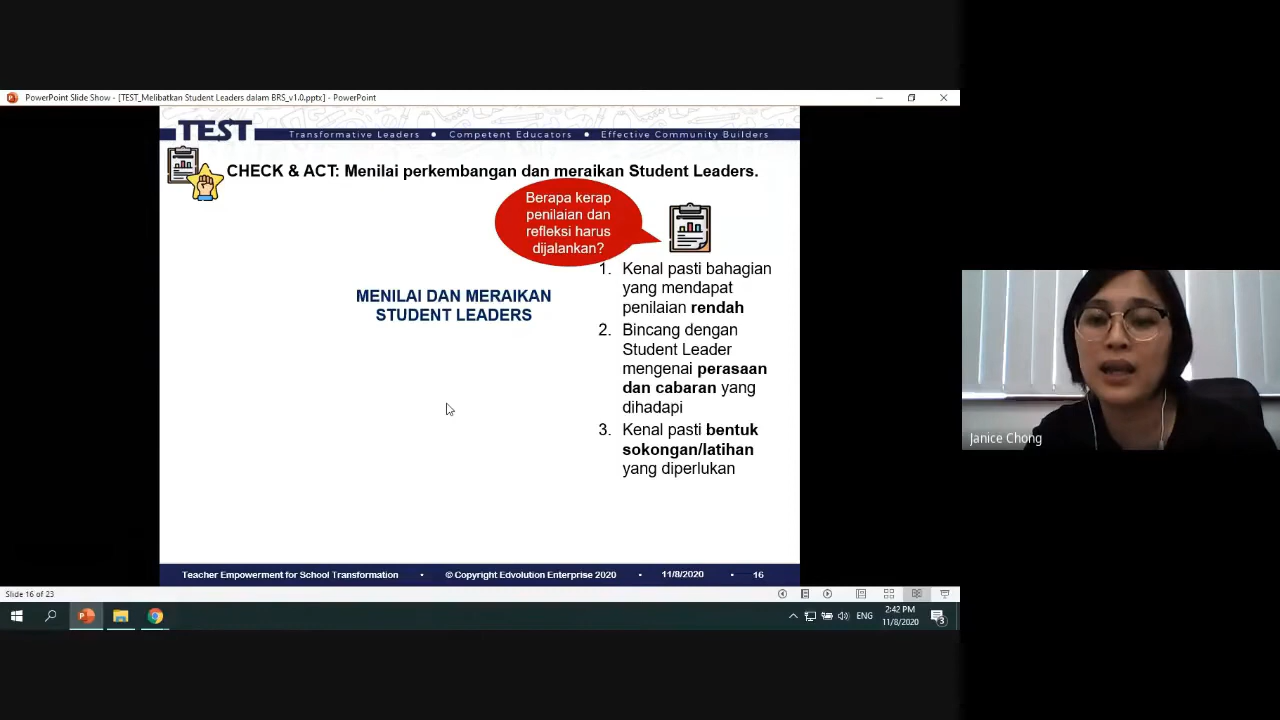 PowerPoint Slide Show - [TEST_Melibatkan Student Leaders dalam BRS_v1.0.pptx] - PowerPoint
TEST
Transformative Leaders • Competent Educators • Effective Community Builders
CHECK & ACT: Menilai perkembangan dan meraikan Student Leaders.
Berapa kerap
penilaian dan
refleksi harus
dijalankan?
MENILAI DAN MERAIKAN
STUDENT LEADERS
1. Kenal pasti bahagian
yang mendapat
penilaian rendah
2. Bincang dengan
Student Leader
mengenai perasaan
dan cabaran yang
dihadapi
3. Kenal pasti bentuk
sokongan/latihan
yang diperlukan
Janice Chong
Teacher Empowerment for School Transformation • © Copyright Edvolution Enterprise 2020 • 11/8/2020 • 16
Slide 16 of 23
ENG
2:42 PM
11/8/2020
3